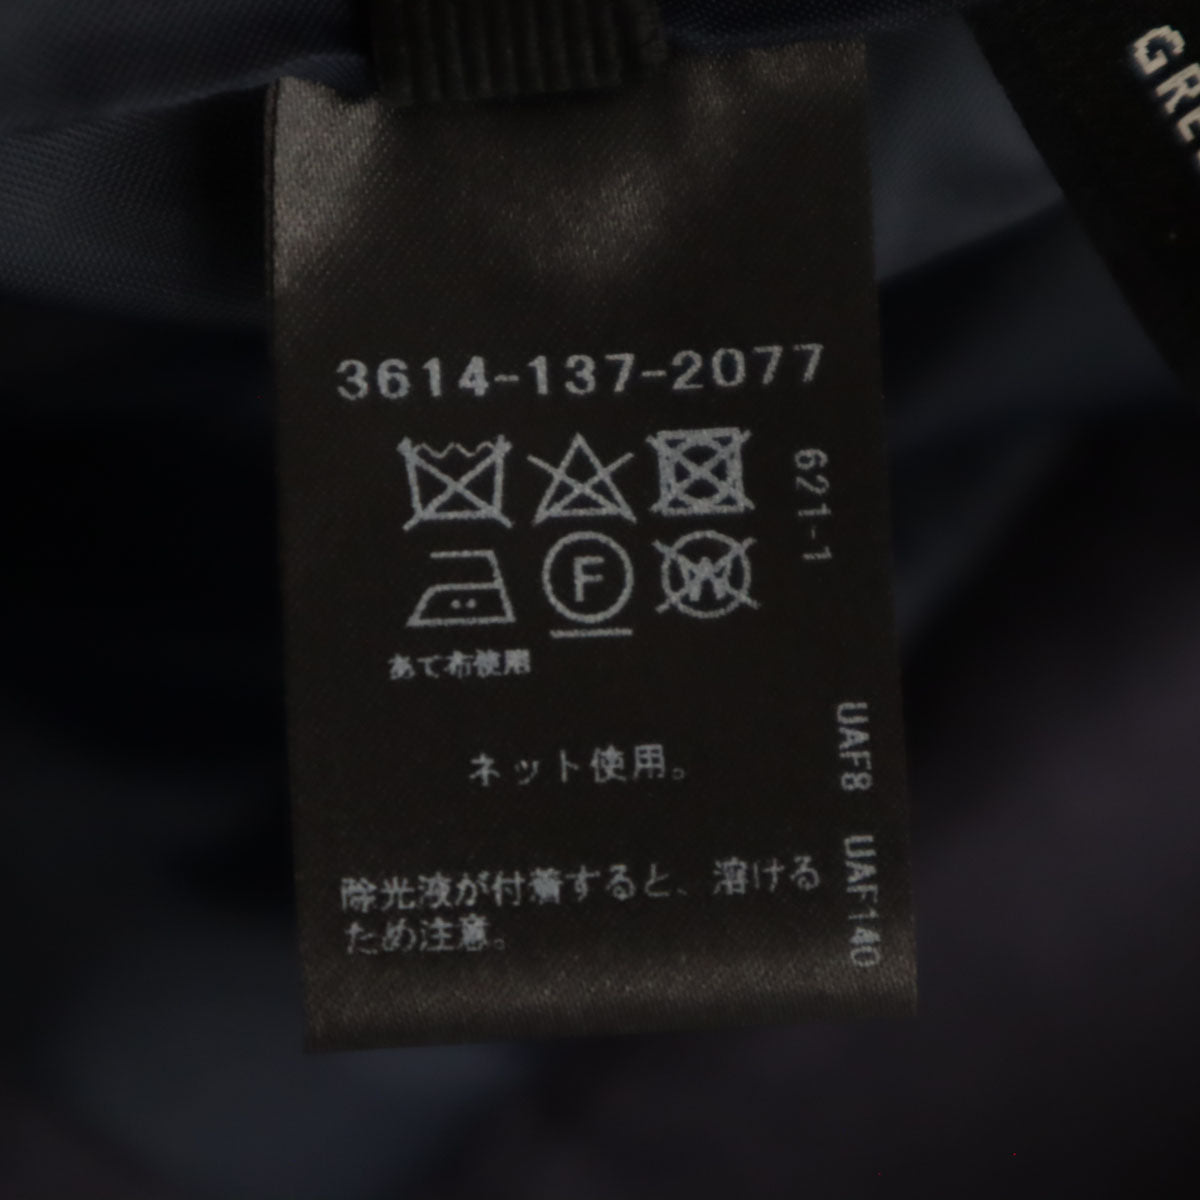 GRE
3614-137-2077
621-1
F
W
あて布使用
ネット使用。
UAF8 UAF140
除光液が付着すると、溶ける
ため注意。